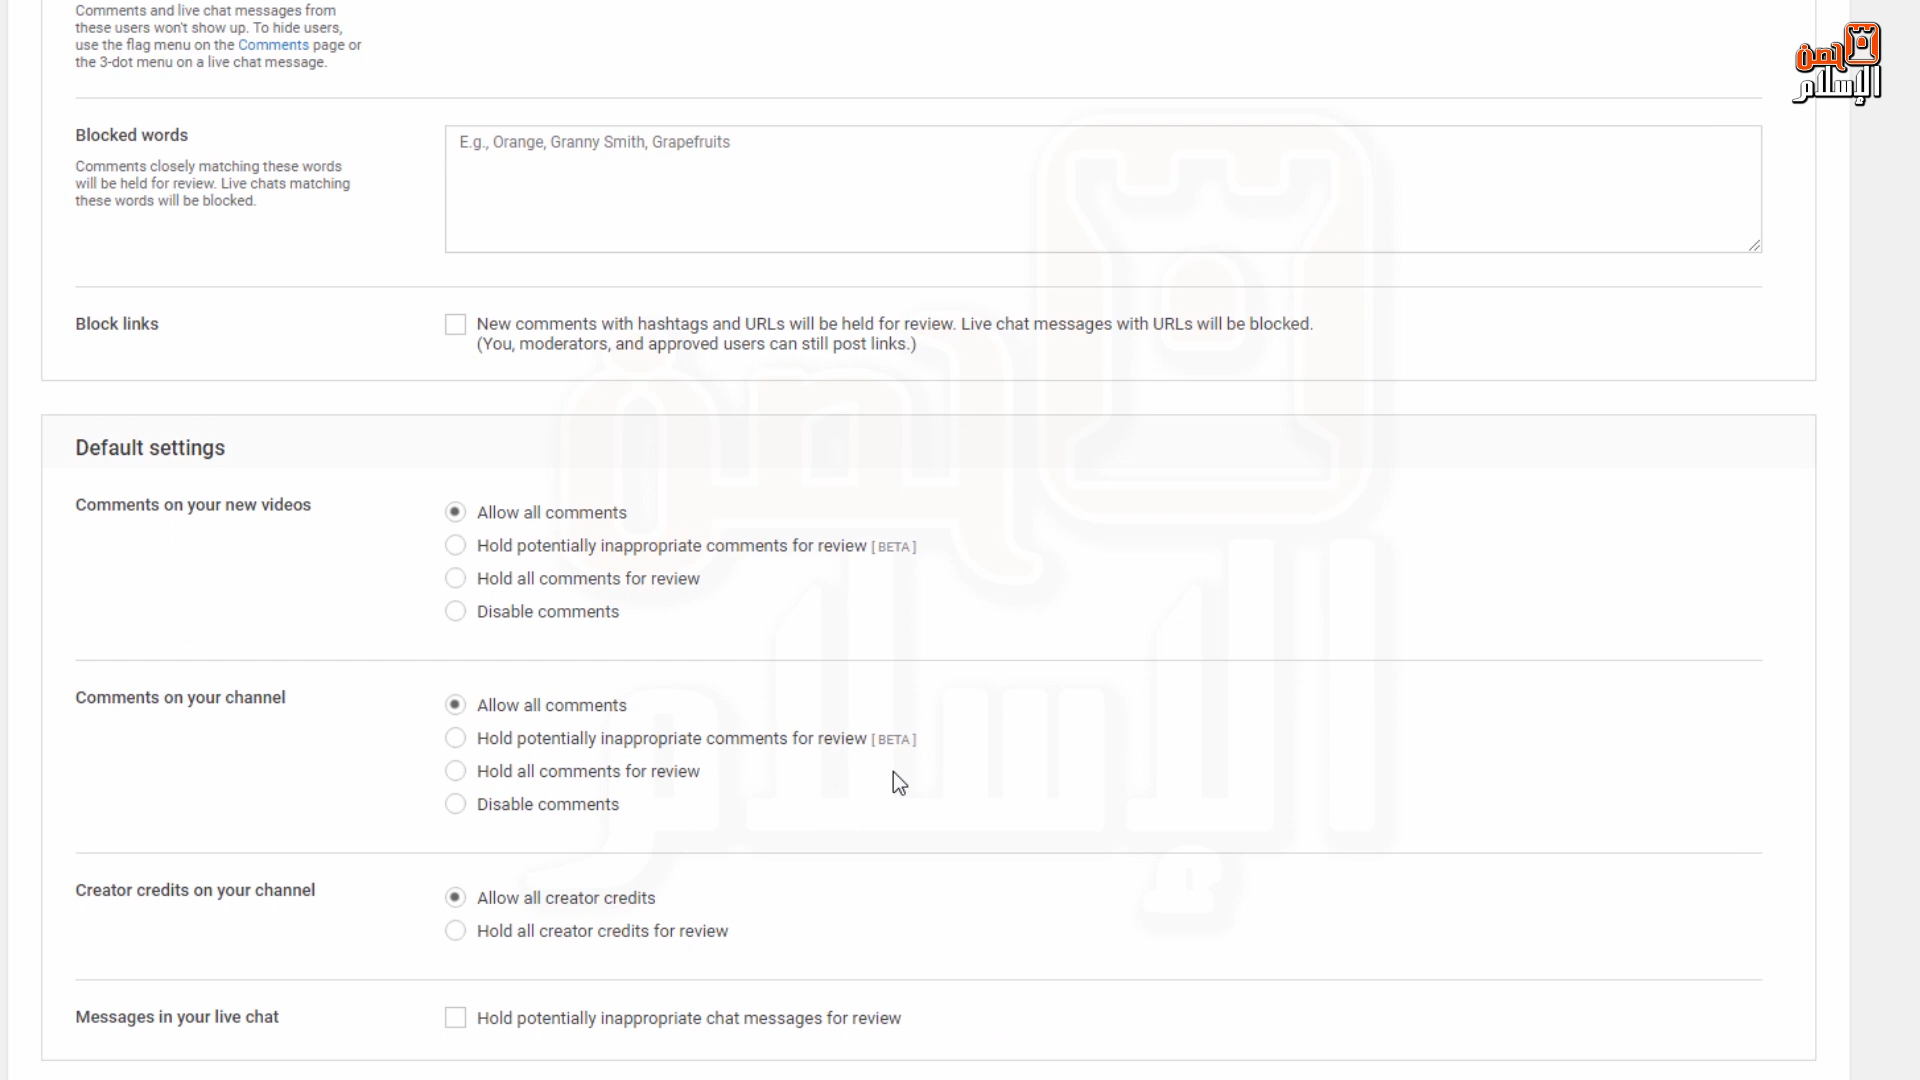 Comments and live chat messages from
these users won't show up. To hide users,
use the flag menu on the Comments page or
the 3-dot menu on a live chat message.
حصن
الإسلام
Blocked words
E.g., Orange, Granny Smith, Grapefruits
Comments closely matching these words
will be held for review. Live chats matching
these words will be blocked.
Block links
New comments with hashtags and URLs will be held for review. Live chat messages with URLs will be blocked.
(You, moderators, and approved users can still post links.)
Default settings
Comments on your new videos
Allow all comments
Hold potentially inappropriate comments for review [BETA]
Hold all comments for review
Disable comments
Comments on your channel
Allow all comments
Hold potentially inappropriate comments for review [BETA]
Hold all comments for review
Disable comments
Creator credits on your channel
Allow all creator credits
Hold all creator credits for review
Messages in your live chat
Hold potentially inappropriate chat messages for review
حصن
الإسلام